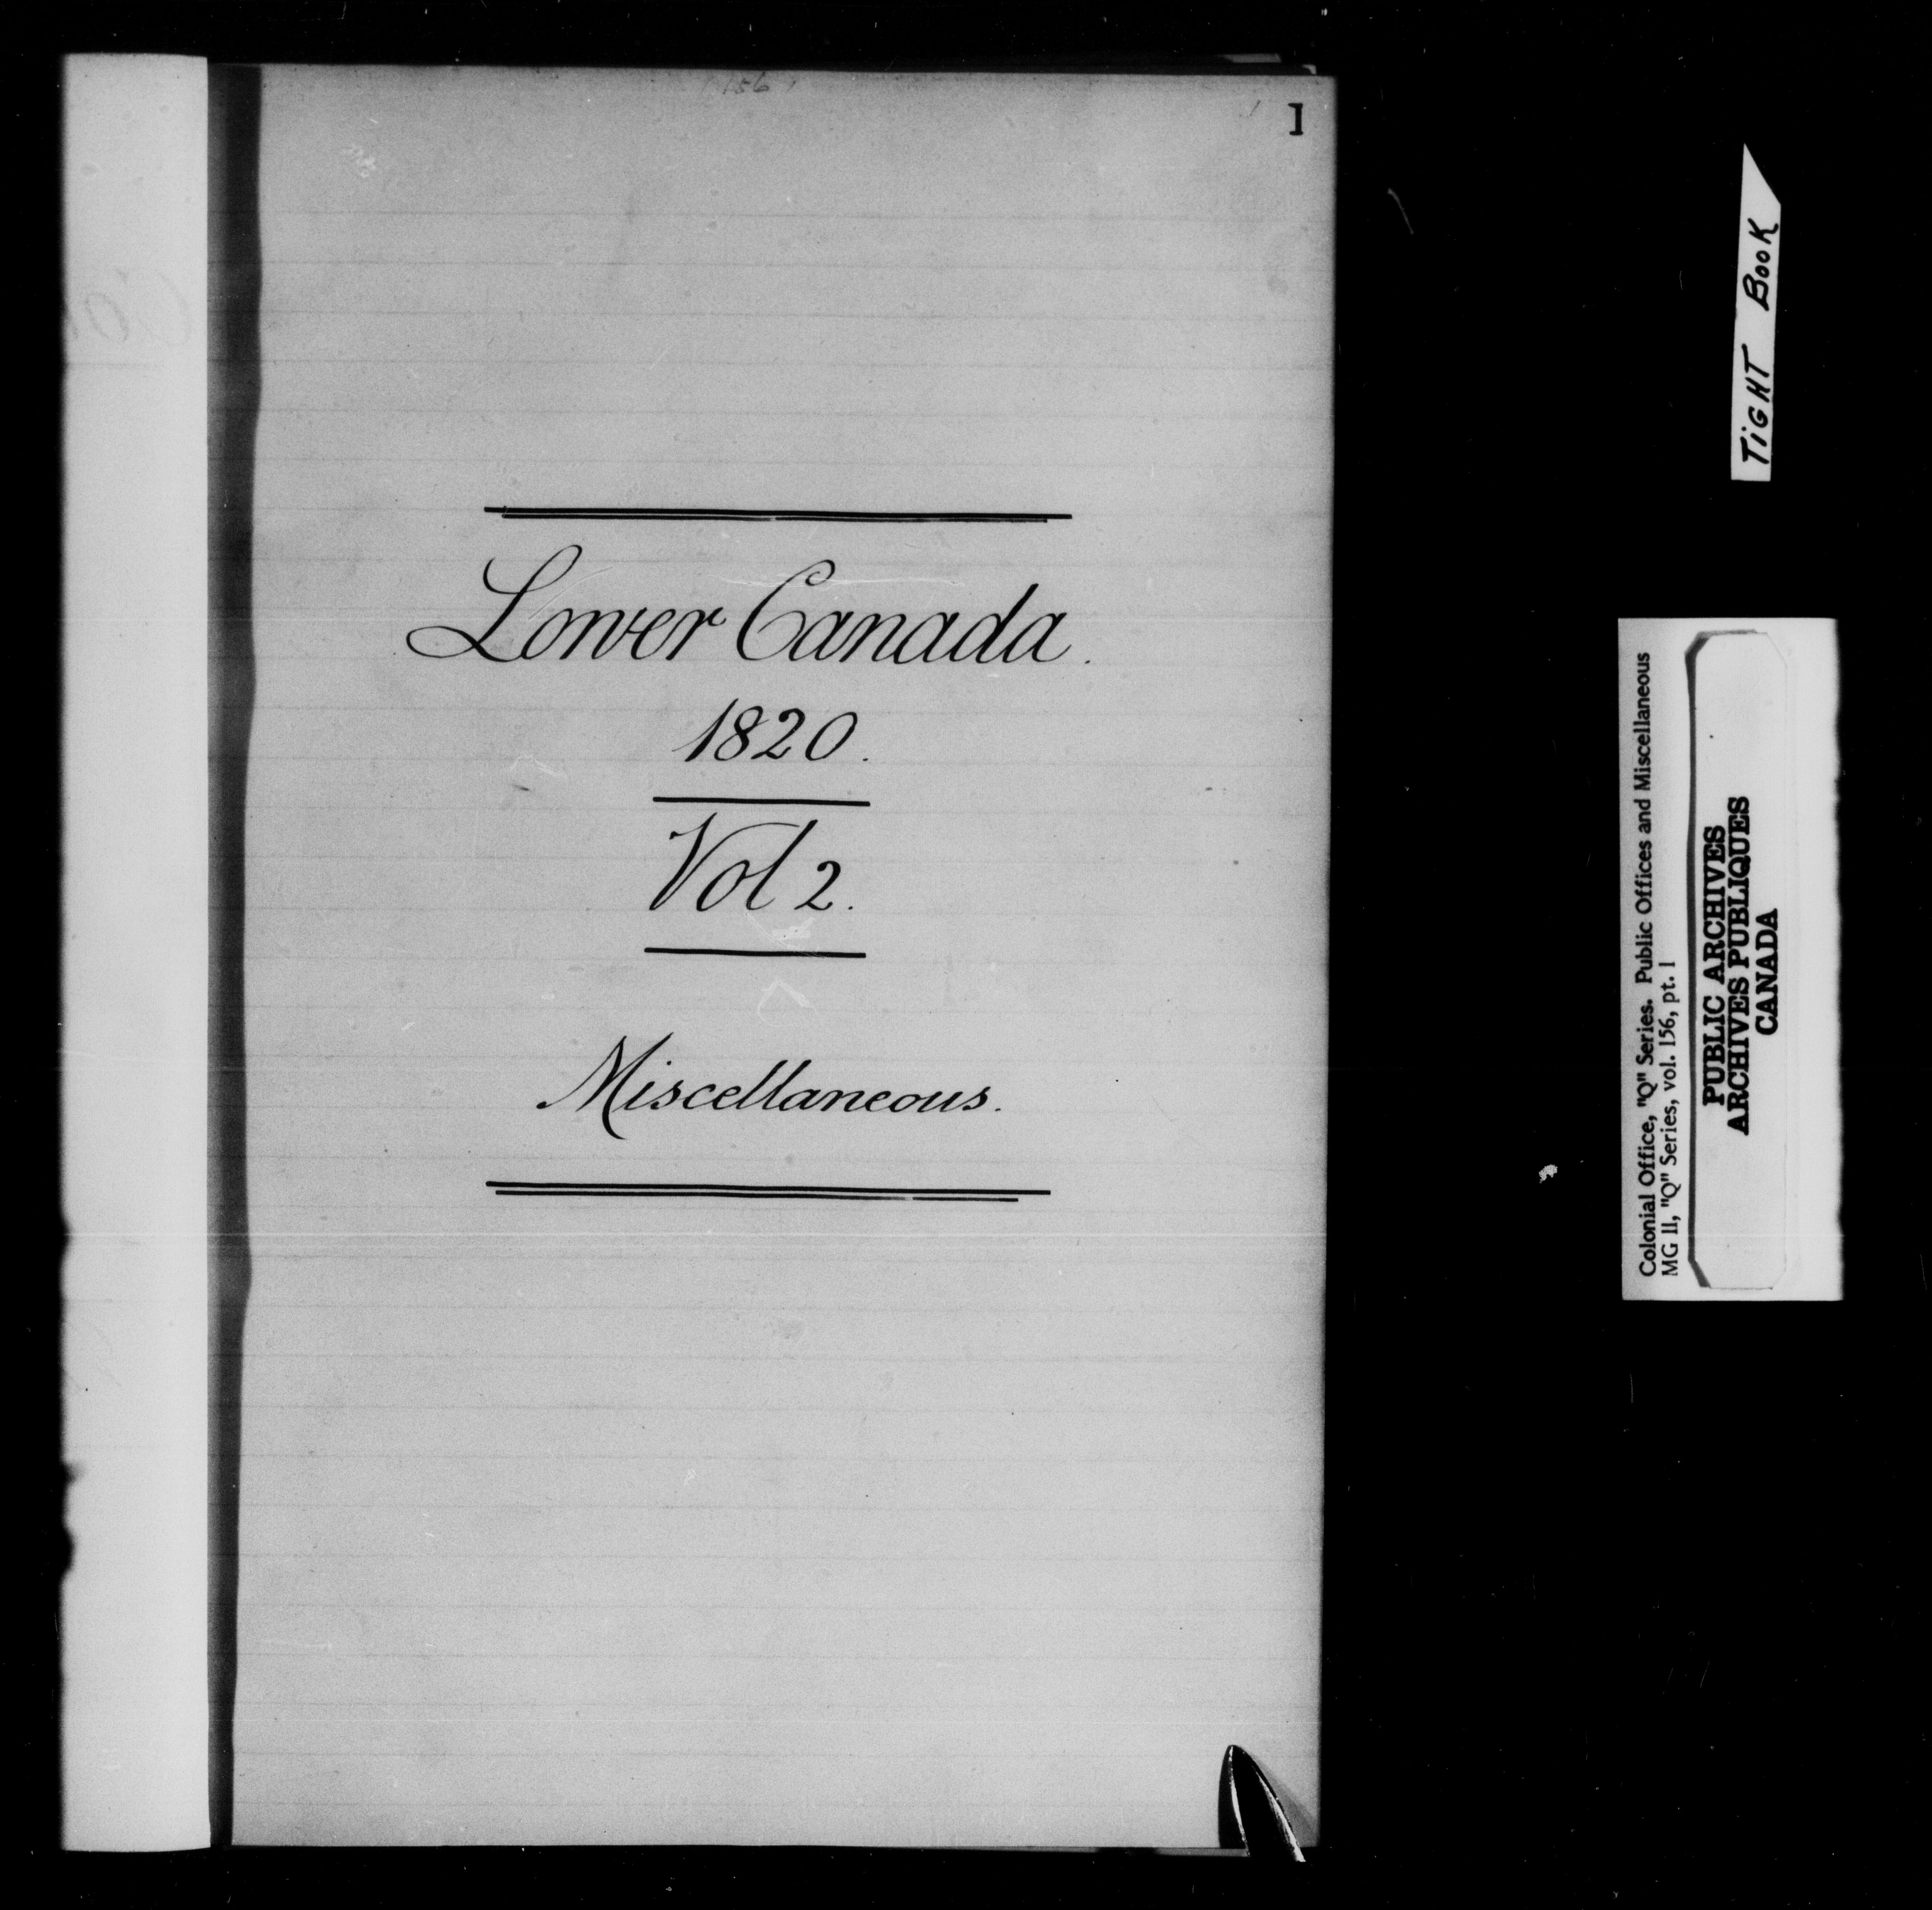 156
1
Lower Canada.
1820.
Vol 2.
Miscellaneous.
TiGHT BooK
Colonial Office, "Q" Series. Public Offices and Miscellaneous
MG 11, "Q" Series, vol. 156, pt. 1
PUBLIC ARCHIVES
ARCHIVES PUBLIQUES
CANADA